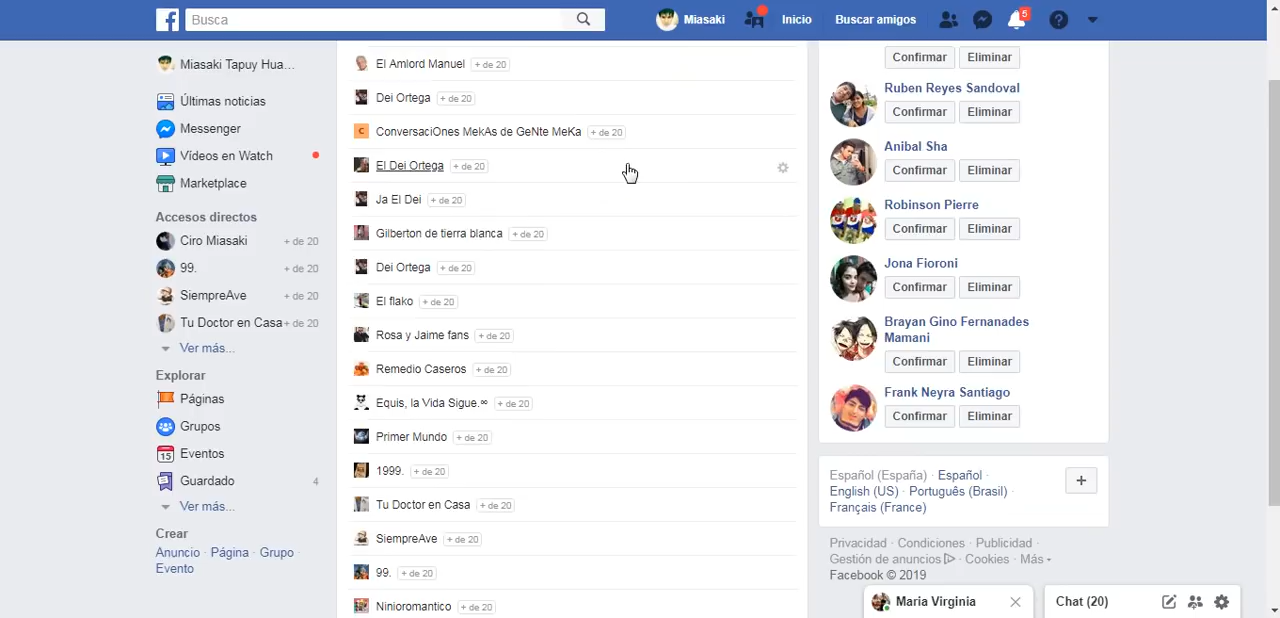 Busca
Miasaki
Inicio
Buscar amigos
5
Miasaki Tapuy Hua...
Últimas noticias
Messenger
Vídeos en Watch
Marketplace
Accesos directos
Ciro Miasaki + de 20
99. + de 20
SiempreAve + de 20
Tu Doctor en Casa + de 20
Ver más...
Explorar
Páginas
Grupos
15 Eventos
Guardado 4
Ver más...
Crear
Anuncio · Página · Grupo ·
Evento
El Amlord Manuel + de 20
Dei Ortega + de 20
C ConversaciOnes MekAs de GeNte MeKa + de 20
El Dei Ortega + de 20
Ja El Dei + de 20
Gilberton de tierra blanca + de 20
Dei Ortega + de 20
El flako + de 20
Rosa y Jaime fans + de 20
Remedio Caseros + de 20
Equis, la Vida Sigue.∞ + de 20
Primer Mundo + de 20
1999. + de 20
Tu Doctor en Casa + de 20
SiempreAve + de 20
99. + de 20
Ninioromantico + de 20
Confirmar Eliminar
Ruben Reyes Sandoval
Confirmar Eliminar
Anibal Sha
Confirmar Eliminar
Robinson Pierre
Confirmar Eliminar
Jona Fioroni
Confirmar Eliminar
Brayan Gino Fernanades
Mamani
Confirmar Eliminar
Frank Neyra Santiago
Confirmar Eliminar
Español (España) · Español ·
English (US) · Português (Brasil) ·
Français (France)
Privacidad · Condiciones · Publicidad ·
Gestión de anuncios · Cookies · Más
Facebook © 2019
Maria Virginia
Chat (20)